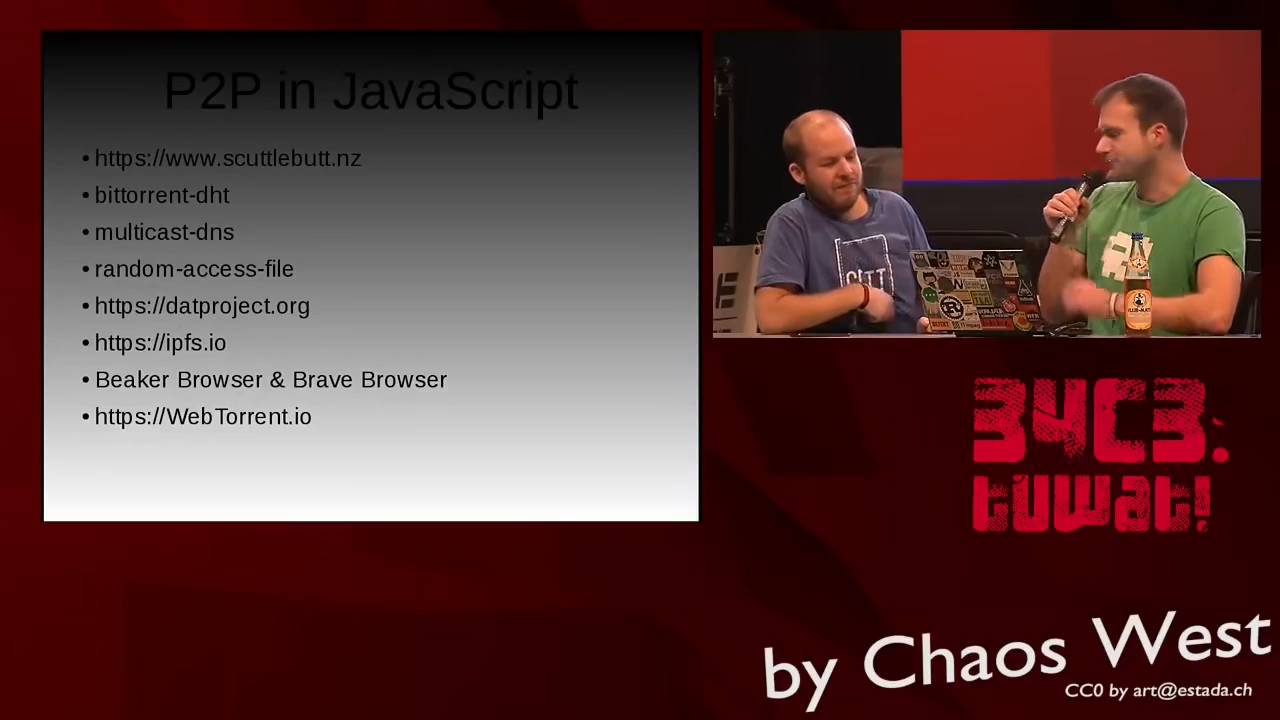 P2P in JavaScript
• https://www.scuttlebutt.nz
• bittorrent-dht
• multicast-dns
• random-access-file
• https://datproject.org
• https://ipfs.io
• Beaker Browser & Brave Browser
• https://WebTorrent.io
34C3:
tuwat!
by Chaos West
CC0 by art@estada.ch